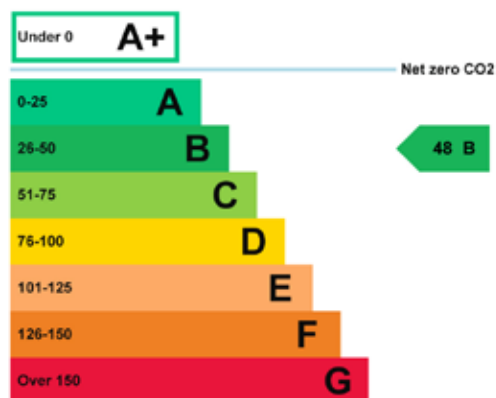 Under 0 A+
Net zero CO2
0-25 A
26-50 B
48 B
51-75 C
76-100 D
101-125 E
126-150 F
Over 150 G